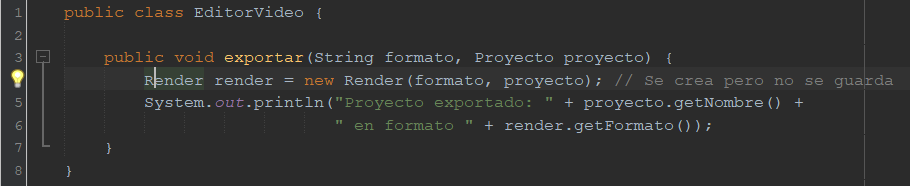 1 public class EditorVideo {
2
3 public void exportar(String formato, Proyecto proyecto) {
Render render = new Render(formato, proyecto); // Se crea pero no se guarda
5 System.out.println("Proyecto exportado: " + proyecto.getNombre() +
6 " en formato " + render.getFormato());
7 }
8 }